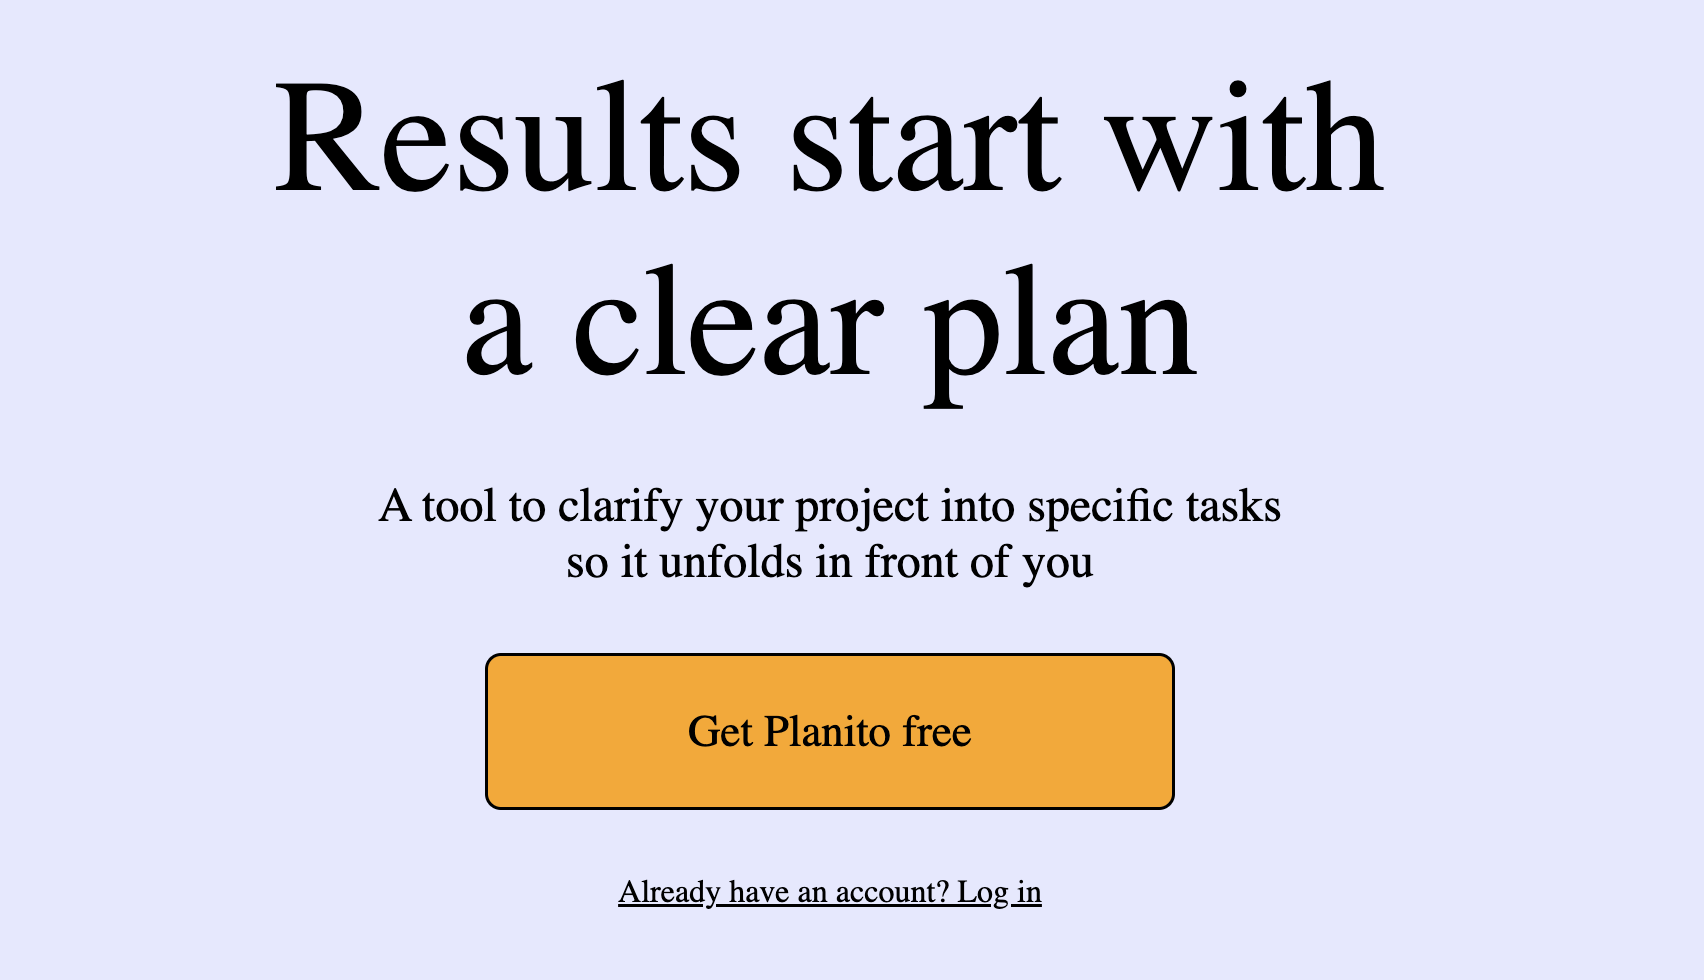 Results start with
a clear plan
A tool to clarify your project into specific tasks
so it unfolds in front of you
Get Planito free
Already have an account? Log in